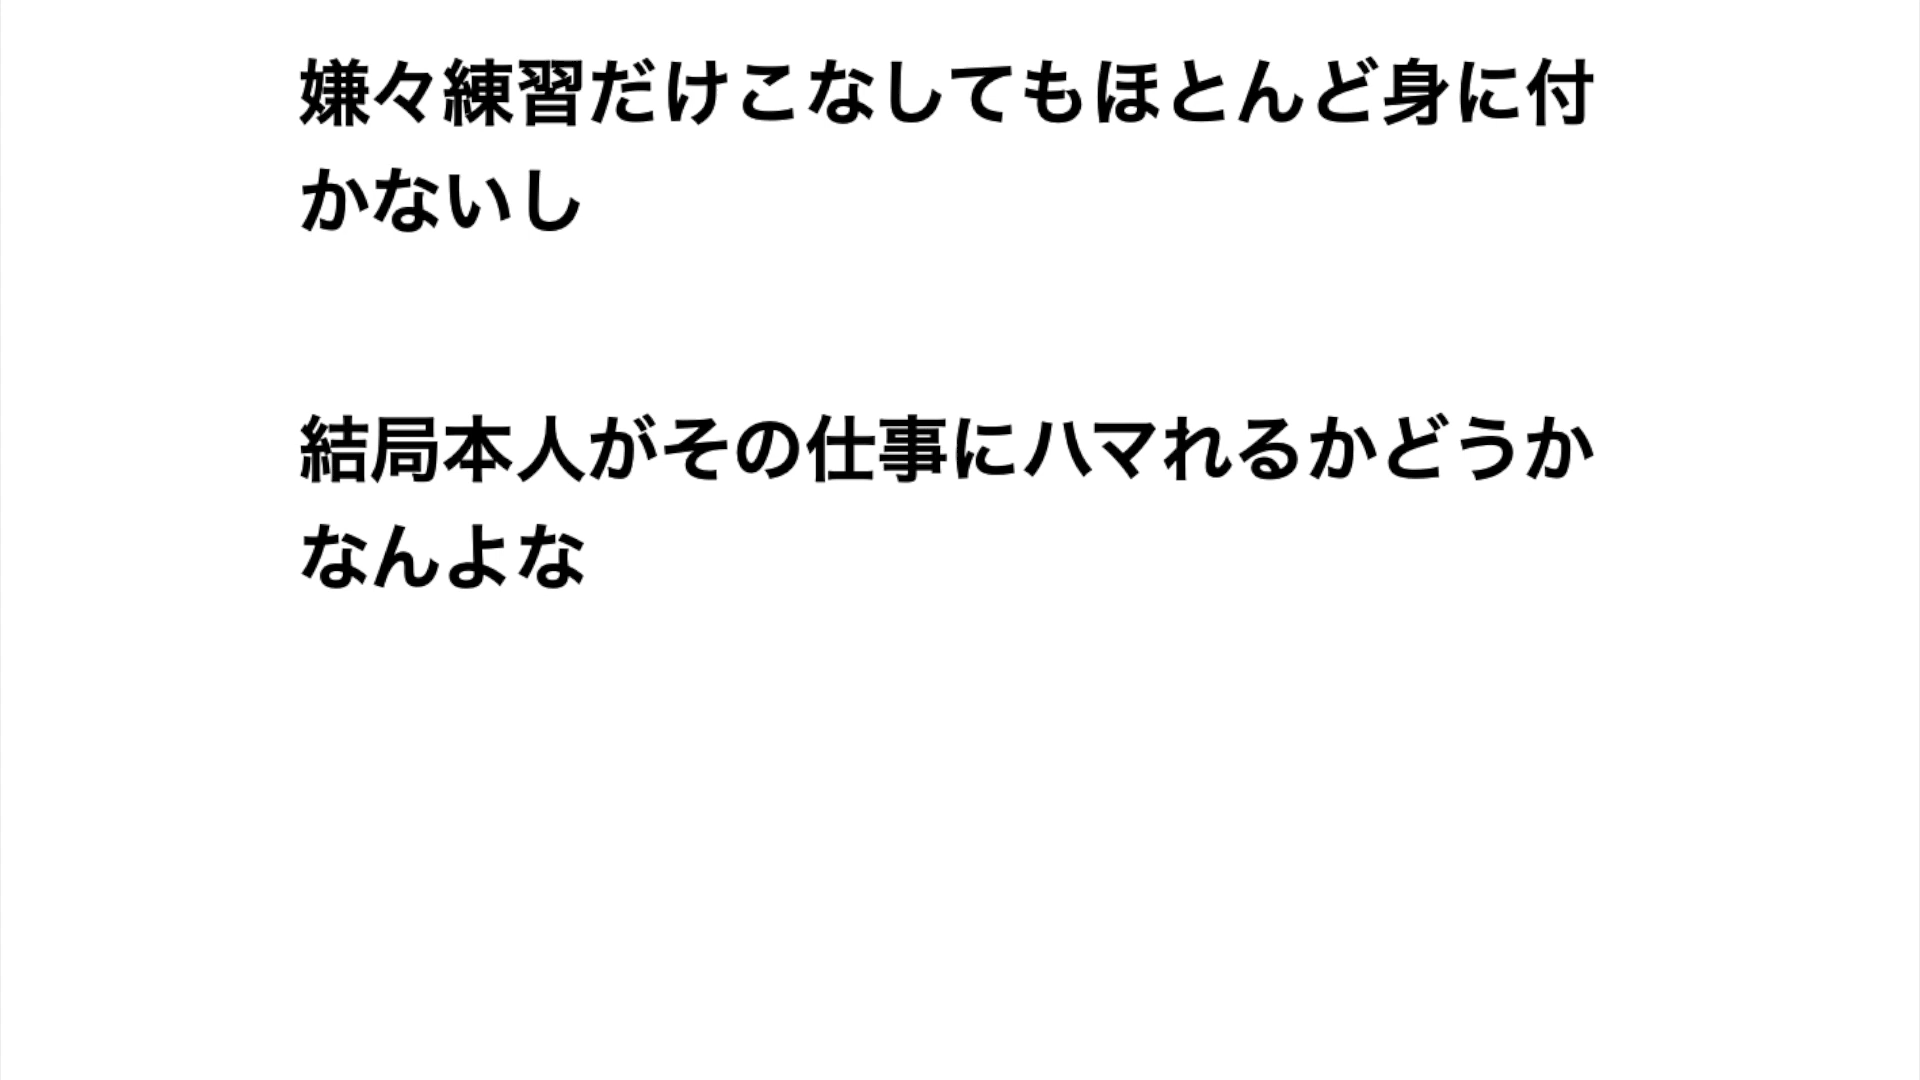 嫌々練習だけこなしてもほとんど身に付
かないし
結局本人がその仕事にハマれるかどうか
なんよな